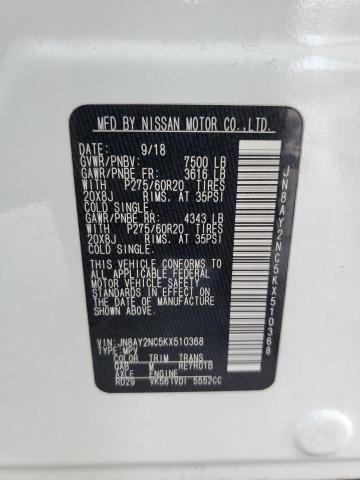 MFD BY NISSAN MOTOR CO.,LTD.
DATE: 9/18
GVWR/PNBV: 7500 LB
GAWR/PNBE FR: 3616 LB
WITH P275/60R20 TIRES
20X8J RIMS. AT 35PSI
COLD SINGLE.
GAWR/PNBE RR: 4343 LB
WITH P275/60R20 TIRES
20X8J RIMS. AT 35PSI
COLD SINGLE.
THIS VEHICLE CONFORMS
TO ALL APPLICABLE FEDERAL
MOTOR VEHICLE SAFETY
STANDARDS IN EFFECT ON
THE DATE OF MANUFACTURE
SHOWN ABOVE.
VIN: JN8AY2NC5KX510368
TYPE: MPV
COLOR TRIM TRANS
QAB M RE7R01B
AXLE ENGINE
RD29 VK56(VD) 5552CC
JN8AY2NC5KX510368